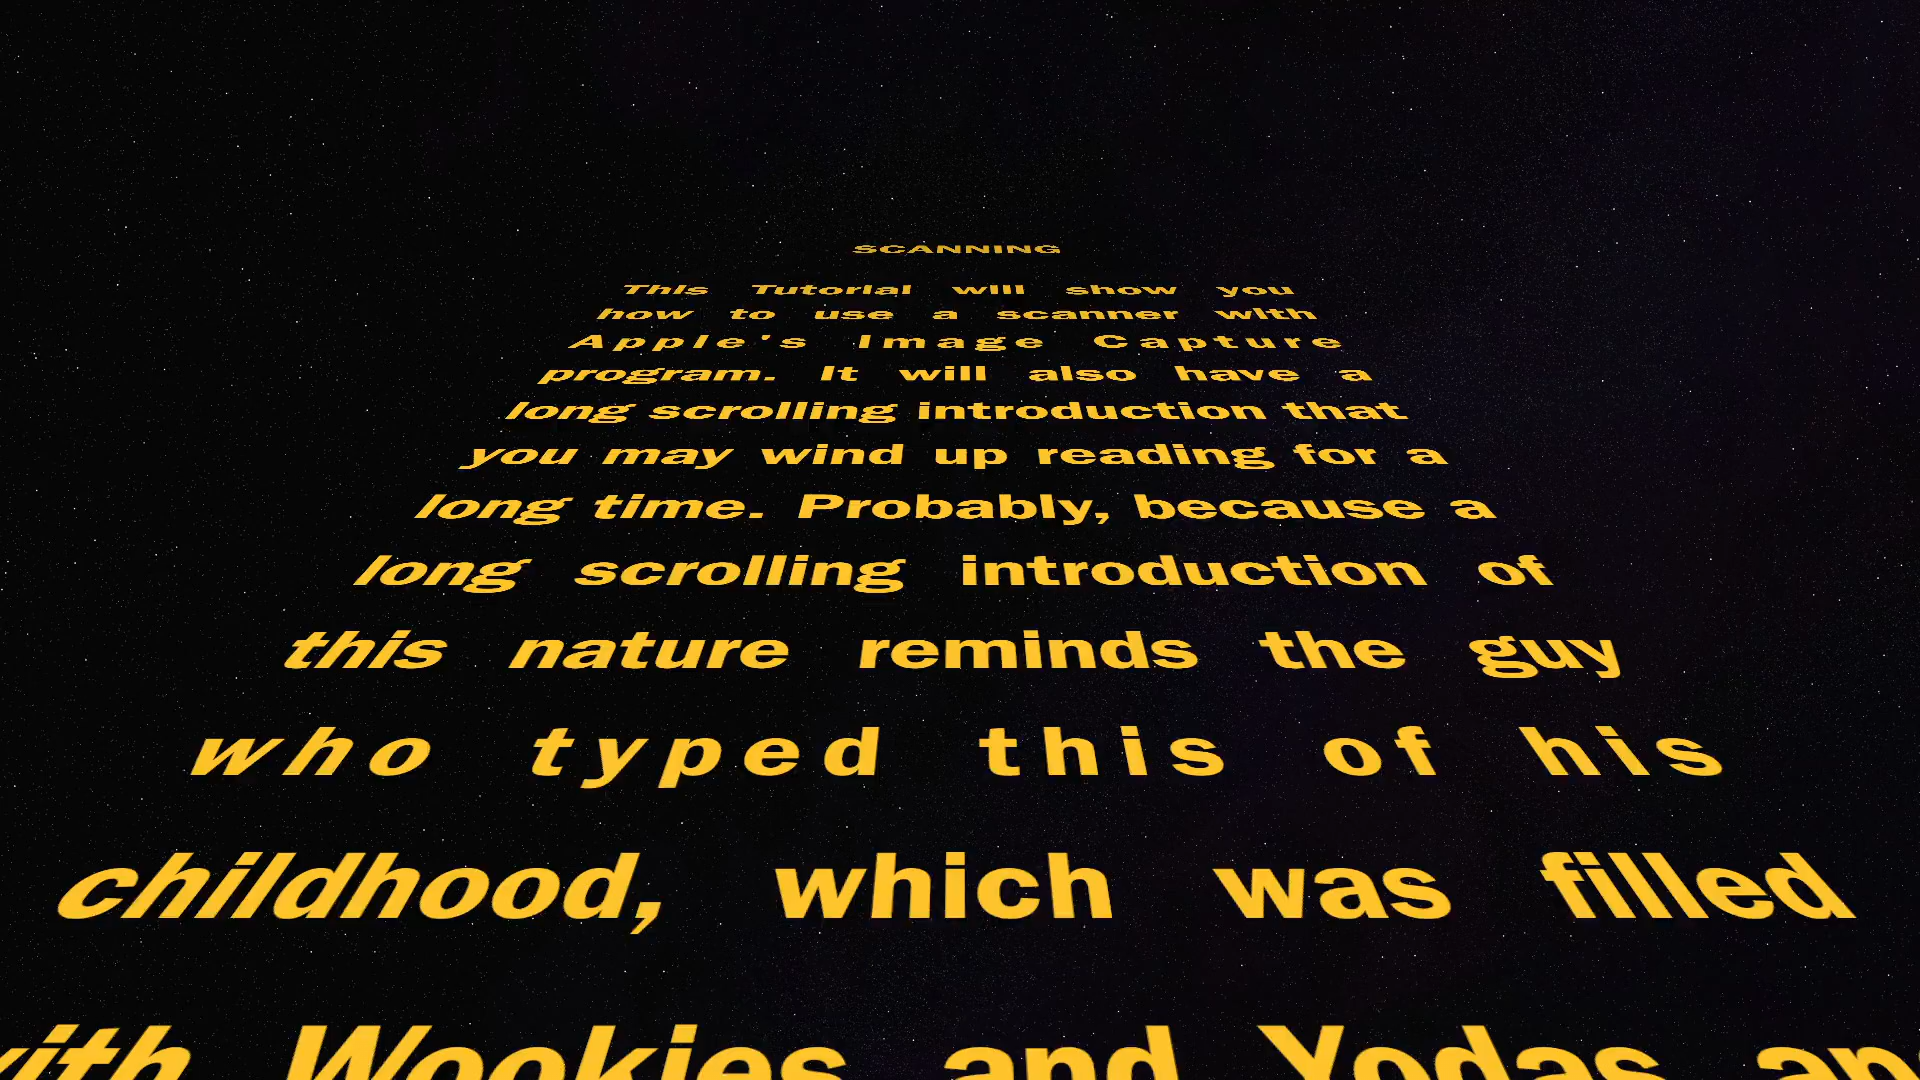 SCANNING
This Tutorial will show you
how to use a scanner with
Apple's Image Capture
program. It will also have a
long scrolling introduction that
you may wind up reading for a
long time. Probably, because a
long scrolling introduction of
this nature reminds the guy
who typed this of his
childhood, which was filled
with Wookies and Yodas